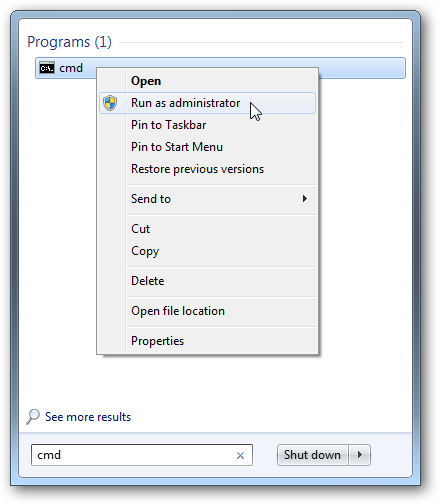 Programs (1)
cmd
Open
Run as administrator
Pin to Taskbar
Pin to Start Menu
Restore previous versions
Send to
Cut
Copy
Delete
Open file location
Properties
See more results
cmd
Shut down